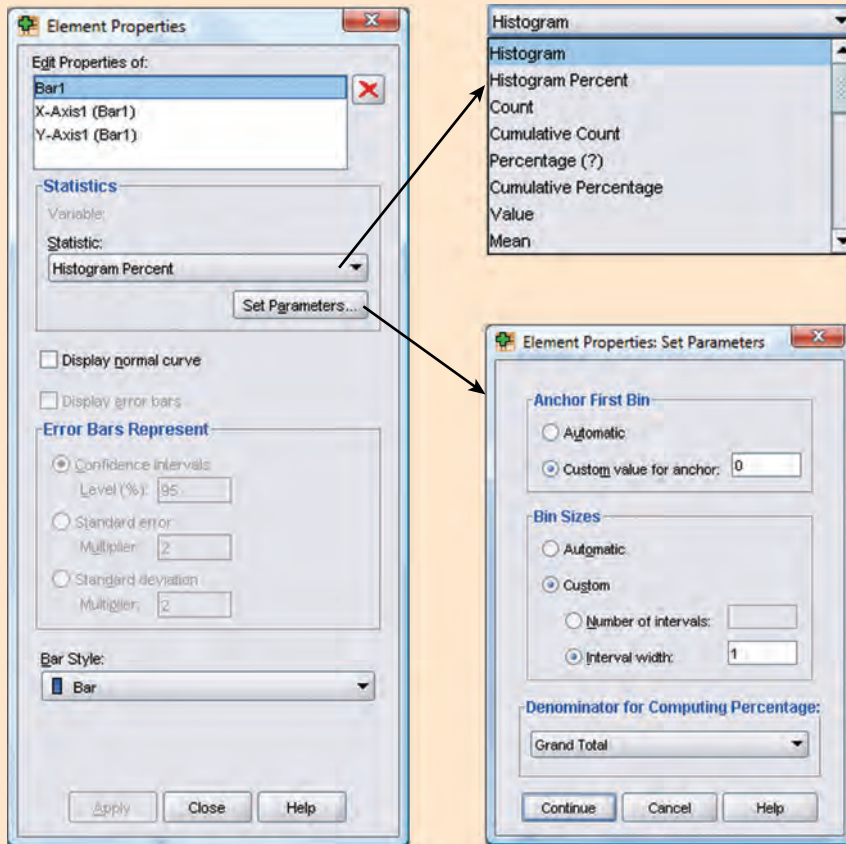 Element Properties
Edit Properties of:
Bar1
X-Axis1 (Bar1)
Y-Axis1 (Bar1)
Statistics
Variable:
Statistic:
Histogram Percent
Set Parameters...
Display normal curve
Display error bars
Error Bars Represent
Confidence intervals
Level (%): 95
Standard error
Multiplier: 2
Standard deviation
Multiplier: 2
Bar Style:
Bar
Apply Close Help
Histogram
Histogram
Histogram Percent
Count
Cumulative Count
Percentage (?)
Cumulative Percentage
Value
Mean
Element Properties: Set Parameters
Anchor First Bin
Automatic
Custom value for anchor: 0
Bin Sizes
Automatic
Custom
Number of intervals:
Interval width: 1
Denominator for Computing Percentage:
Grand Total
Continue Cancel Help